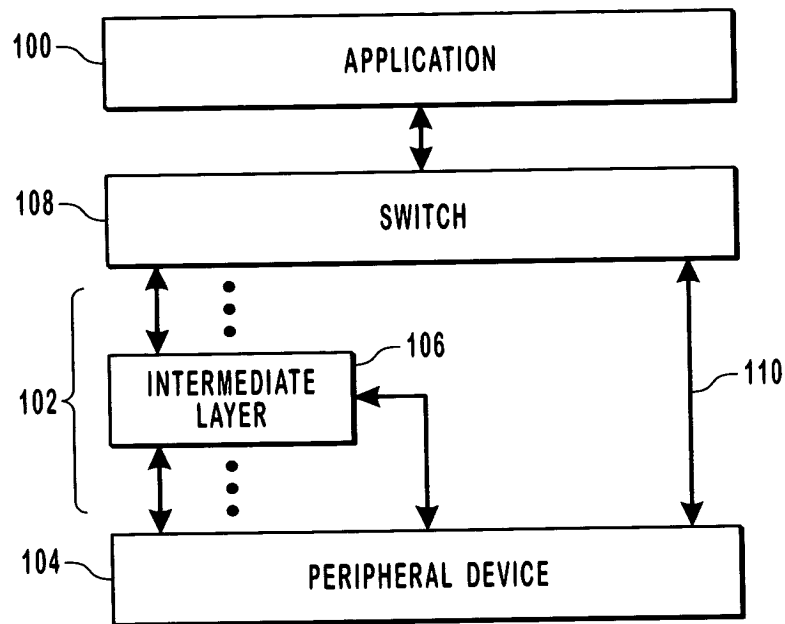 100
APPLICATION
108
SWITCH
102
106
INTERMEDIATE
LAYER
110
104
PERIPHERAL DEVICE